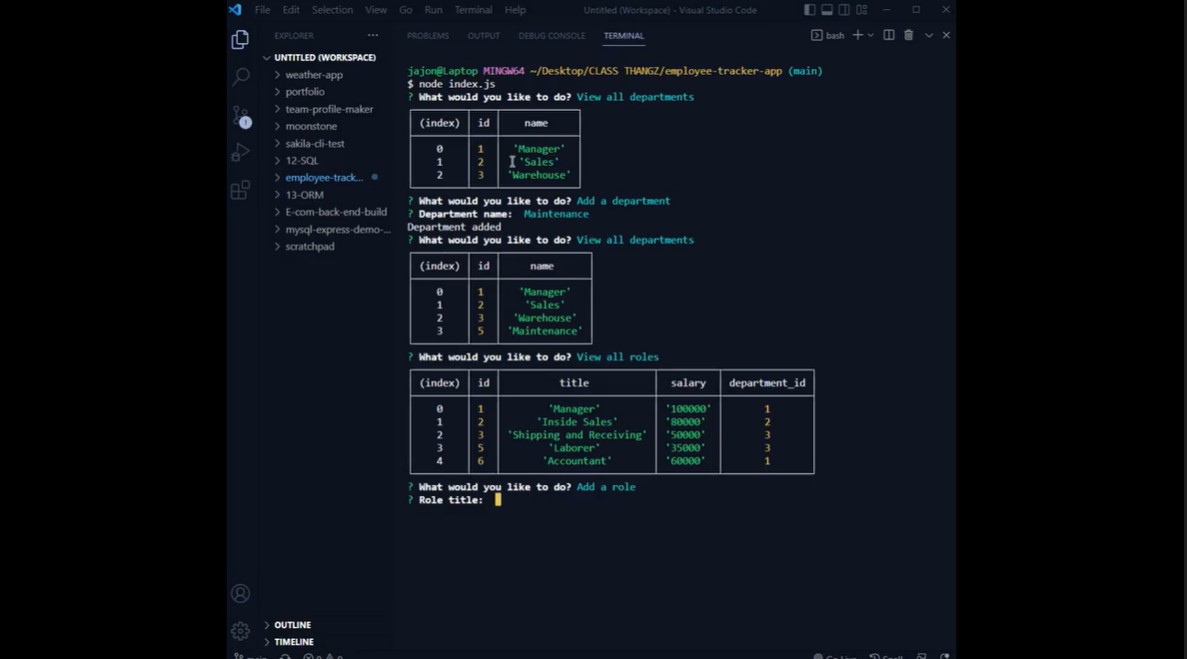 File Edit Selection View Go Run Terminal Help Untitled (Workspace) - Visual Studio Code
EXPLORER
PROBLEMS OUTPUT DEBUG CONSOLE TERMINAL bash
UNTITLED (WORKSPACE)
weather-app
portfolio
team-profile-maker
moonstone
sakila-cli-test
12-SQL
employee-track...
13-ORM
E-com-back-end-build
mysql-express-demo-...
scratchpad
OUTLINE
TIMELINE
1
jajon@Laptop MINGW64 ~/Desktop/CLASS THANGZ/employee-tracker-app (main)
$ node index.js
? What would you like to do? View all departments
(index) id name
0 1 'Manager'
1 2 'Sales'
2 3 'Warehouse'
? What would you like to do? Add a department
? Department name: Maintenance
Department added
? What would you like to do? View all departments
(index) id name
0 1 'Manager'
1 2 'Sales'
2 3 'Warehouse'
3 5 'Maintenance'
? What would you like to do? View all roles
(index) id title salary department_id
0 1 'Manager' '100000' 1
1 2 'Inside Sales' '80000' 2
2 3 'Shipping and Receiving' '50000' 3
3 5 'Laborer' '35000' 3
4 6 'Accountant' '60000' 1
? What would you like to do? Add a role
? Role title: